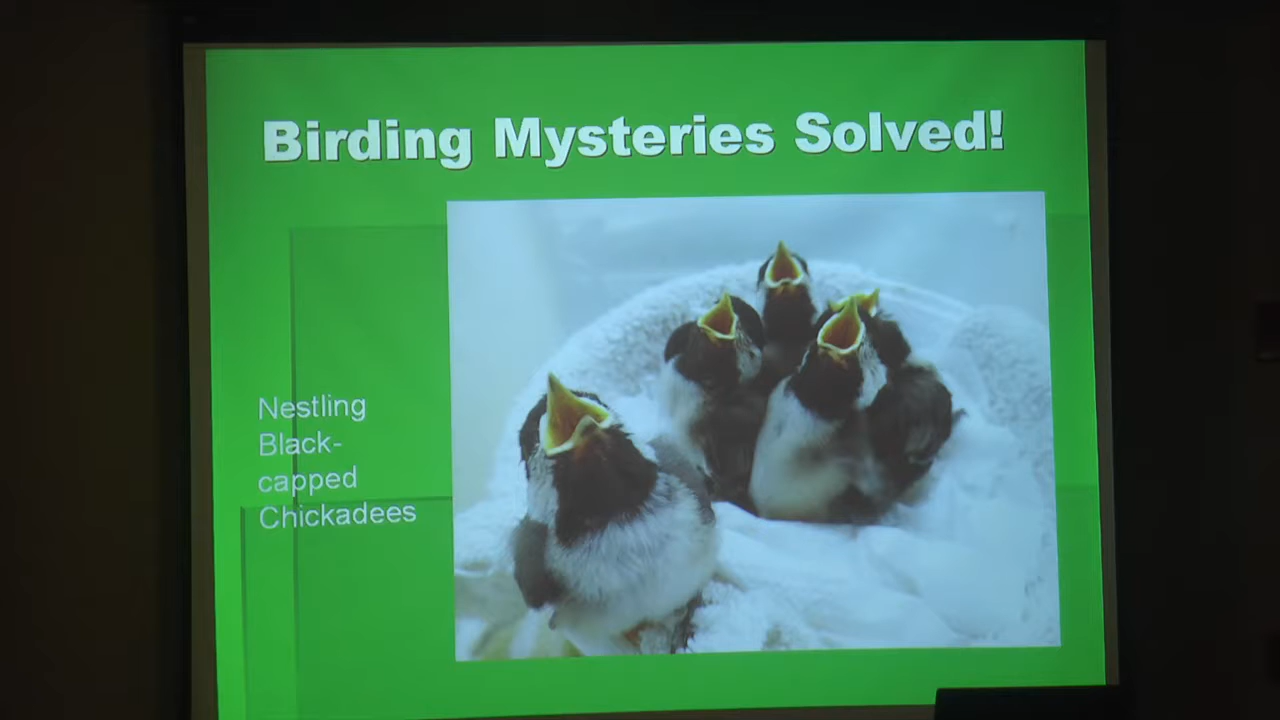 Birding Mysteries Solved!
Nestling
Black-
capped
Chickadees